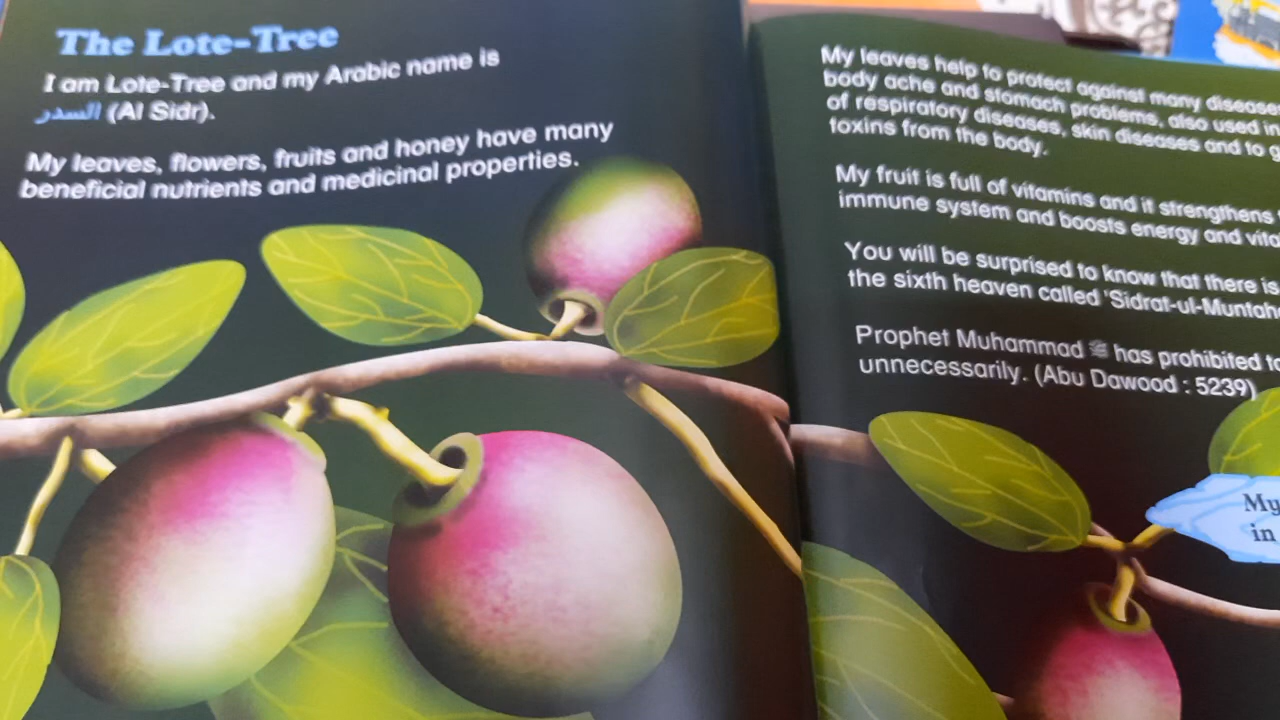 The Lote-Tree
I am Lote-Tree and my Arabic name is
السدر (Al Sidr).
My leaves, flowers, fruits and honey have many
beneficial nutrients and medicinal properties.
My leaves help to protect against many disease
body ache and stomach problems, also used in
of respiratory diseases, skin diseases and to g
toxins from the body.
My fruit is full of vitamins and it strengthens
immune system and boosts energy and vita
You will be surprised to know that there is
the sixth heaven called 'Sidrat-ul-Muntah
Prophet Muhammad ﷺ has prohibited to
unnecessarily. (Abu Dawood : 5239)
My
in